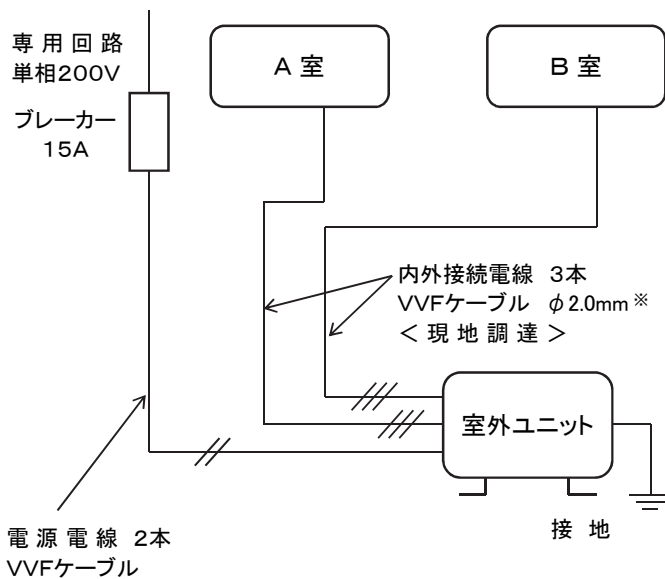 専用回路
単相200V
ブレーカー
15A
A 室
B 室
内外接続電線 3本
VVFケーブル φ2.0mm※
＜現地調達＞
室外ユニット
接 地
電源電線 2本
VVFケーブル